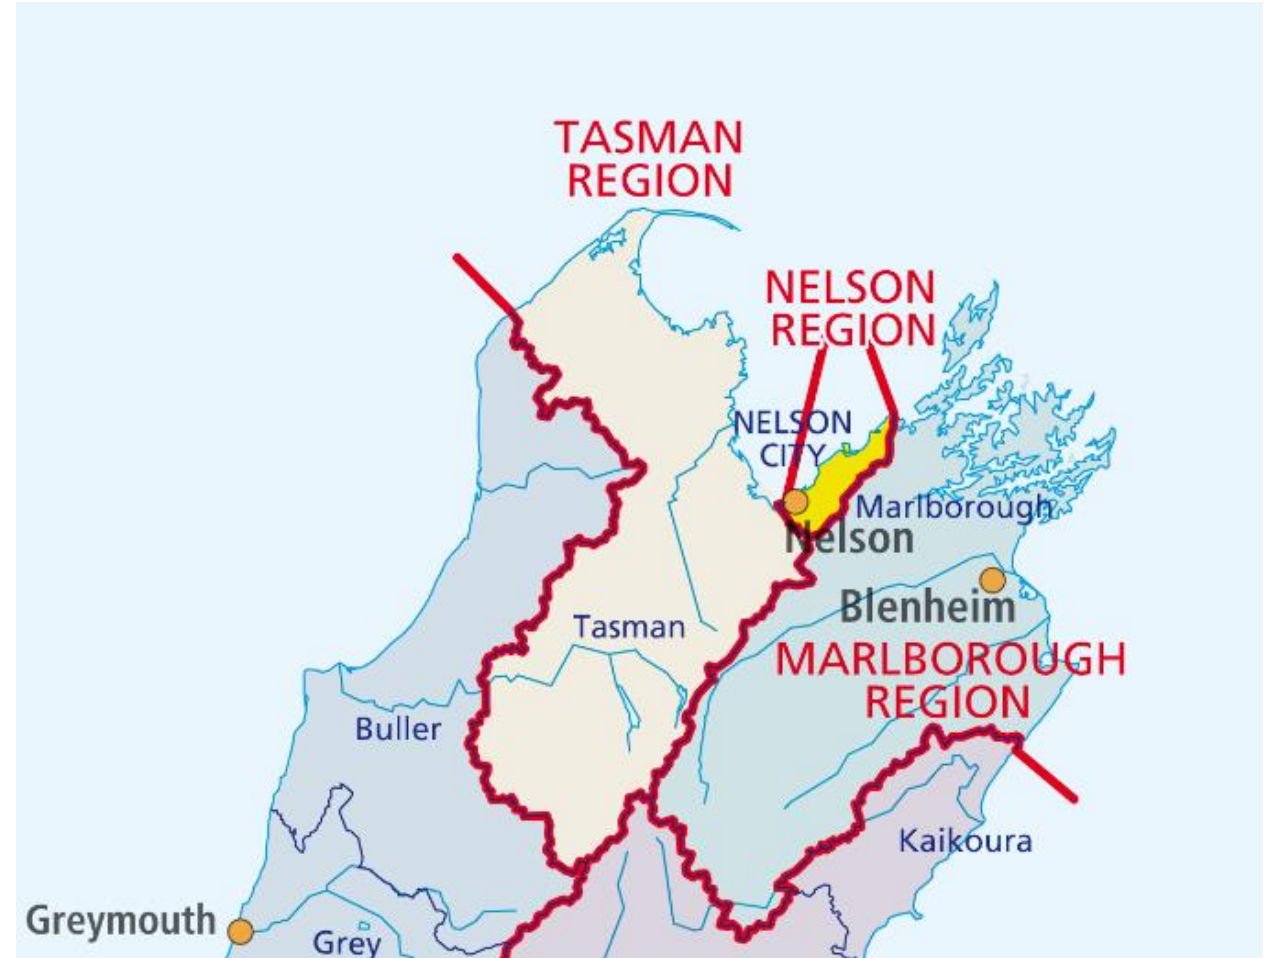 TASMAN
REGION
NELSON
REGION
NELSON
CITY
Marlborough
Nelson
Blenheim
Tasman
MARLBOROUGH
REGION
Buller
Kaikoura
Greymouth
Grey